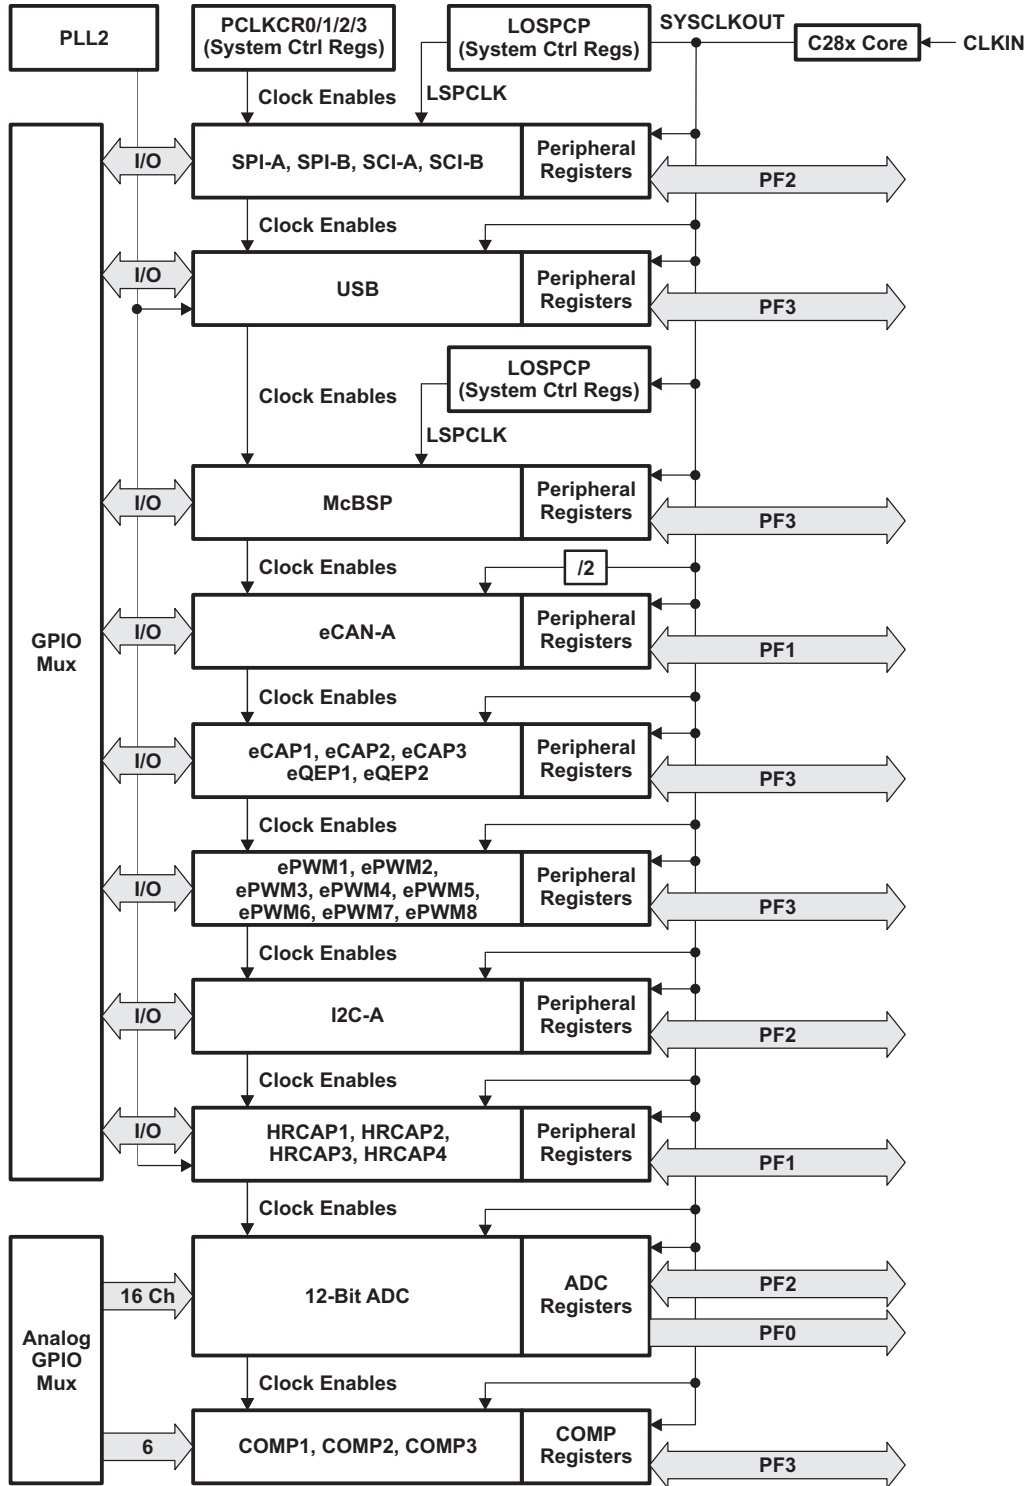 PLL2
PCLKCR0/1/2/3
(System Ctrl Regs)
LOSPCP
(System Ctrl Regs)
SYSCLKOUT
C28x Core
CLKIN
Clock Enables
LSPCLK
I/O
SPI-A, SPI-B, SCI-A, SCI-B
Peripheral
Registers
PF2
Clock Enables
I/O
USB
Peripheral
Registers
PF3
LOSPCP
(System Ctrl Regs)
Clock Enables
LSPCLK
I/O
McBSP
Peripheral
Registers
PF3
Clock Enables
/2
GPIO
Mux
I/O
eCAN-A
Peripheral
Registers
PF1
Clock Enables
I/O
eCAP1, eCAP2, eCAP3
eQEP1, eQEP2
Peripheral
Registers
PF3
Clock Enables
I/O
ePWM1, ePWM2,
ePWM3, ePWM4, ePWM5,
ePWM6, ePWM7, ePWM8
Peripheral
Registers
PF3
Clock Enables
I/O
I2C-A
Peripheral
Registers
PF2
Clock Enables
I/O
HRCAP1, HRCAP2,
HRCAP3, HRCAP4
Peripheral
Registers
PF1
Clock Enables
Analog
GPIO
Mux
16 Ch
12-Bit ADC
ADC
Registers
PF2
PF0
Clock Enables
6
COMP1, COMP2, COMP3
COMP
Registers
PF3